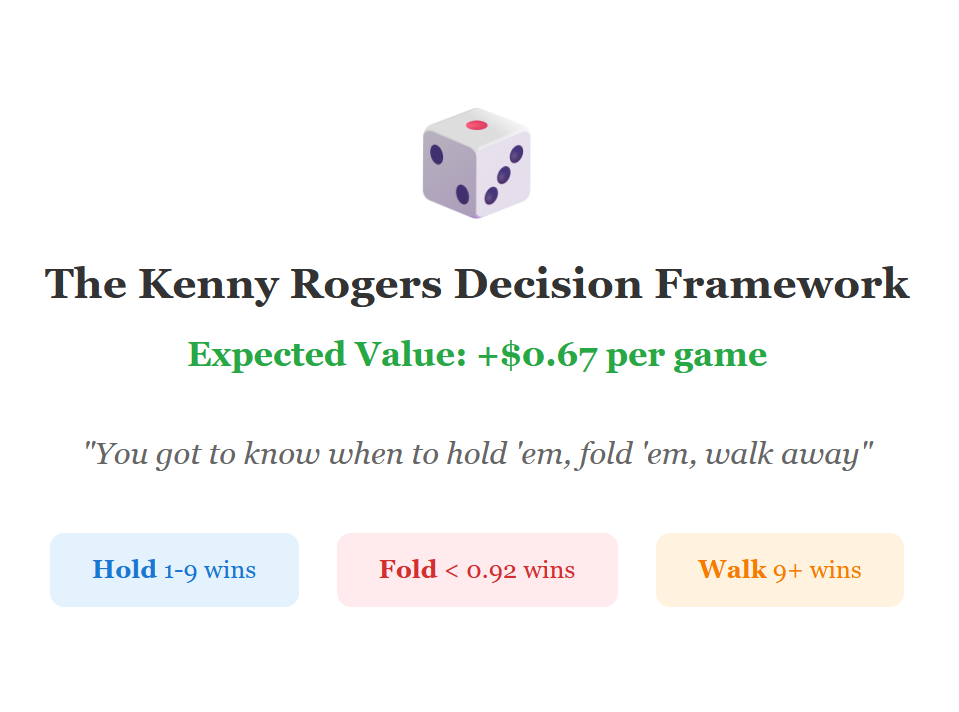 The Kenny Rogers Decision Framework
Expected Value: +$0.67 per game
"You got to know when to hold 'em, fold 'em, walk away"
Hold 1-9 wins
Fold < 0.92 wins
Walk 9+ wins